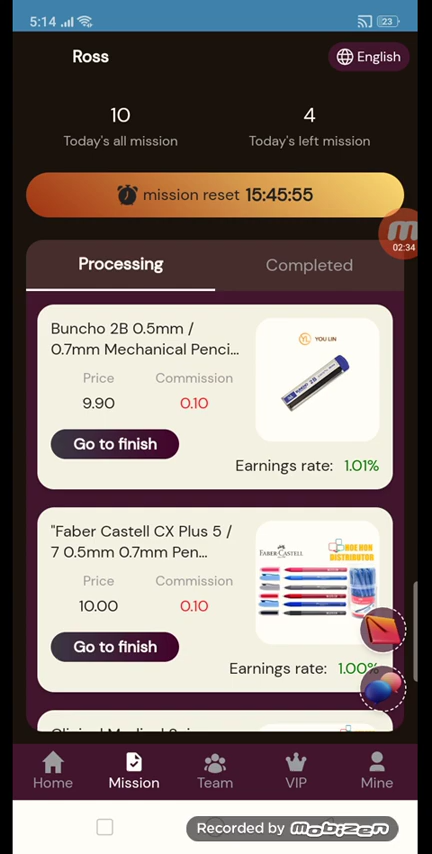 5:14
23
Ross
English
10
4
Today's all mission
Today's left mission
mission reset 15:45:55
02:34
Processing
Completed
Buncho 2B 0.5mm /
0.7mm Mechanical Penci...
YOU LIN
Price
Commission
9.90
0.10
Go to finish
Earnings rate: 1.01%
"Faber Castell CX Plus 5 /
7 0.5mm 0.7mm Pen...
FABER-CASTELL
DISTRIBUTOR
Price
Commission
10.00
0.10
Go to finish
Earnings rate: 1.00%
Home
Mission
Team
VIP
Mine
Recorded by MOBIZEN